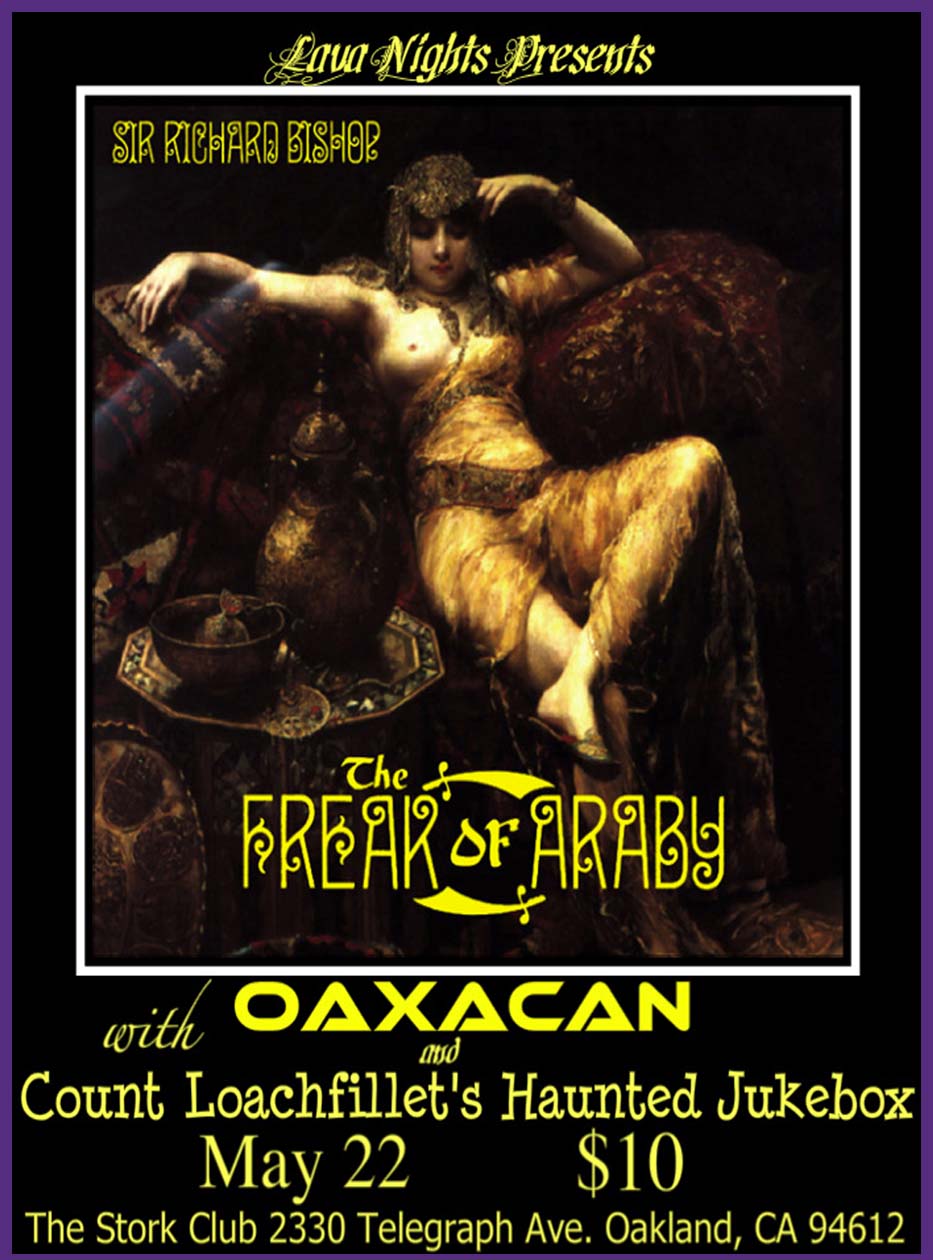 Lava Nights Presents
SIR RICHARD BISHOP
The
FREAK OF ARABY
with OAXACAN
and
Count Loachfillet's Haunted Jukebox
May 22 $10
The Stork Club 2330 Telegraph Ave. Oakland, CA 94612